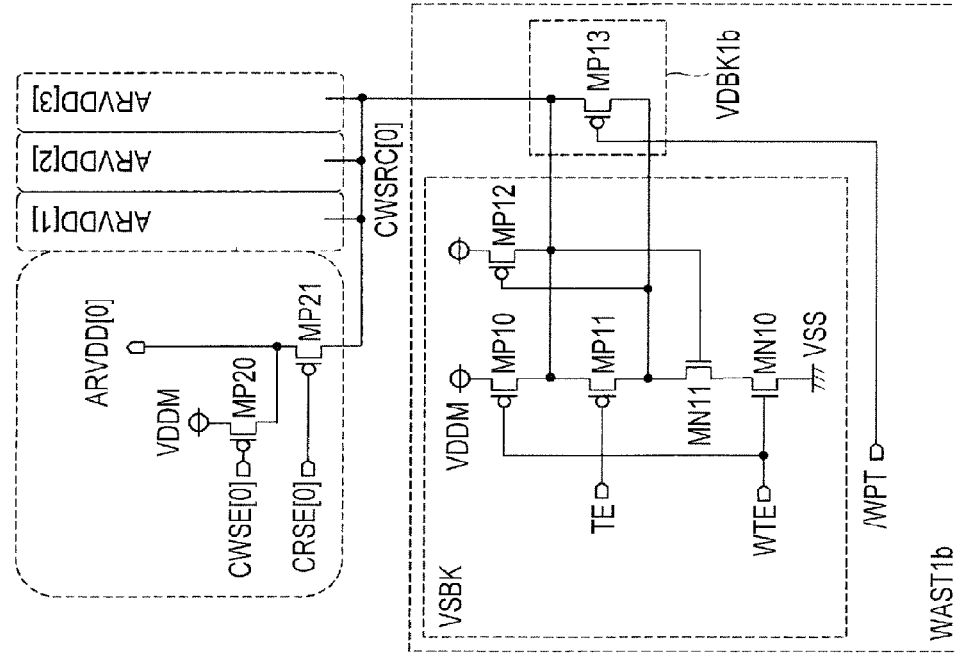 ARVDD[0]
ARVDD[1]
ARVDD[2]
ARVDD[3]
VDDM
MP20
CWSE[0]
MP21
CRSE[0]
CWSRC[0]
VSBK
VDDM
MP10
MP12
MP13
VDBK1b
TE
MP11
MN11
WTE
MN10
VSS
/WPT
WAST1b